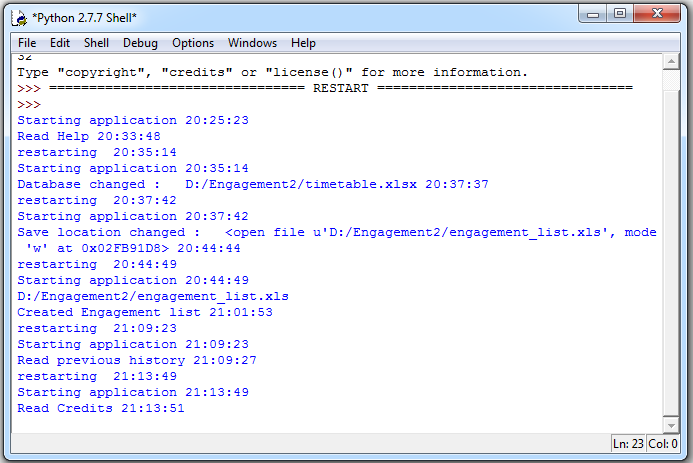 *Python 2.7.7 Shell*
File Edit Shell Debug Options Windows Help
32
Type "copyright", "credits" or "license()" for more information.
>>> ================================ RESTART ================================
>>>
Starting application 20:25:23
Read Help 20:33:48
restarting  20:35:14
Starting application 20:35:14
Database changed :   D:/Engagement2/timetable.xlsx 20:37:37
restarting  20:37:42
Starting application 20:37:42
Save location changed :   <open file u'D:/Engagement2/engagement_list.xls', mode
 'w' at 0x02FB91D8> 20:44:44
restarting  20:44:49
Starting application 20:44:49
D:/Engagement2/engagement_list.xls
Created Engagement list 21:01:53
restarting  21:09:23
Starting application 21:09:23
Read previous history 21:09:27
restarting  21:13:49
Starting application 21:13:49
Read Credits 21:13:51
Ln: 23 Col: 0